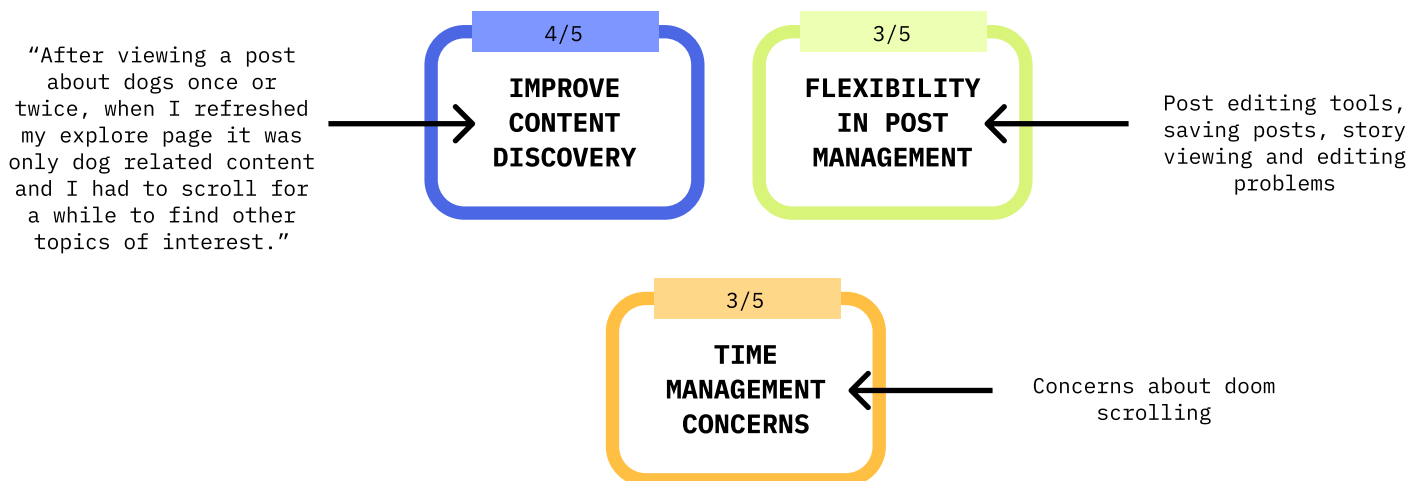 “After viewing a post
about dogs once or
twice, when I refreshed
my explore page it was
only dog related content
and I had to scroll for
a while to find other
topics of interest.”
4/5
IMPROVE
CONTENT
DISCOVERY
3/5
FLEXIBILITY
IN POST
MANAGEMENT
Post editing tools,
saving posts, story
viewing and editing
problems
3/5
TIME
MANAGEMENT
CONCERNS
Concerns about doom
scrolling